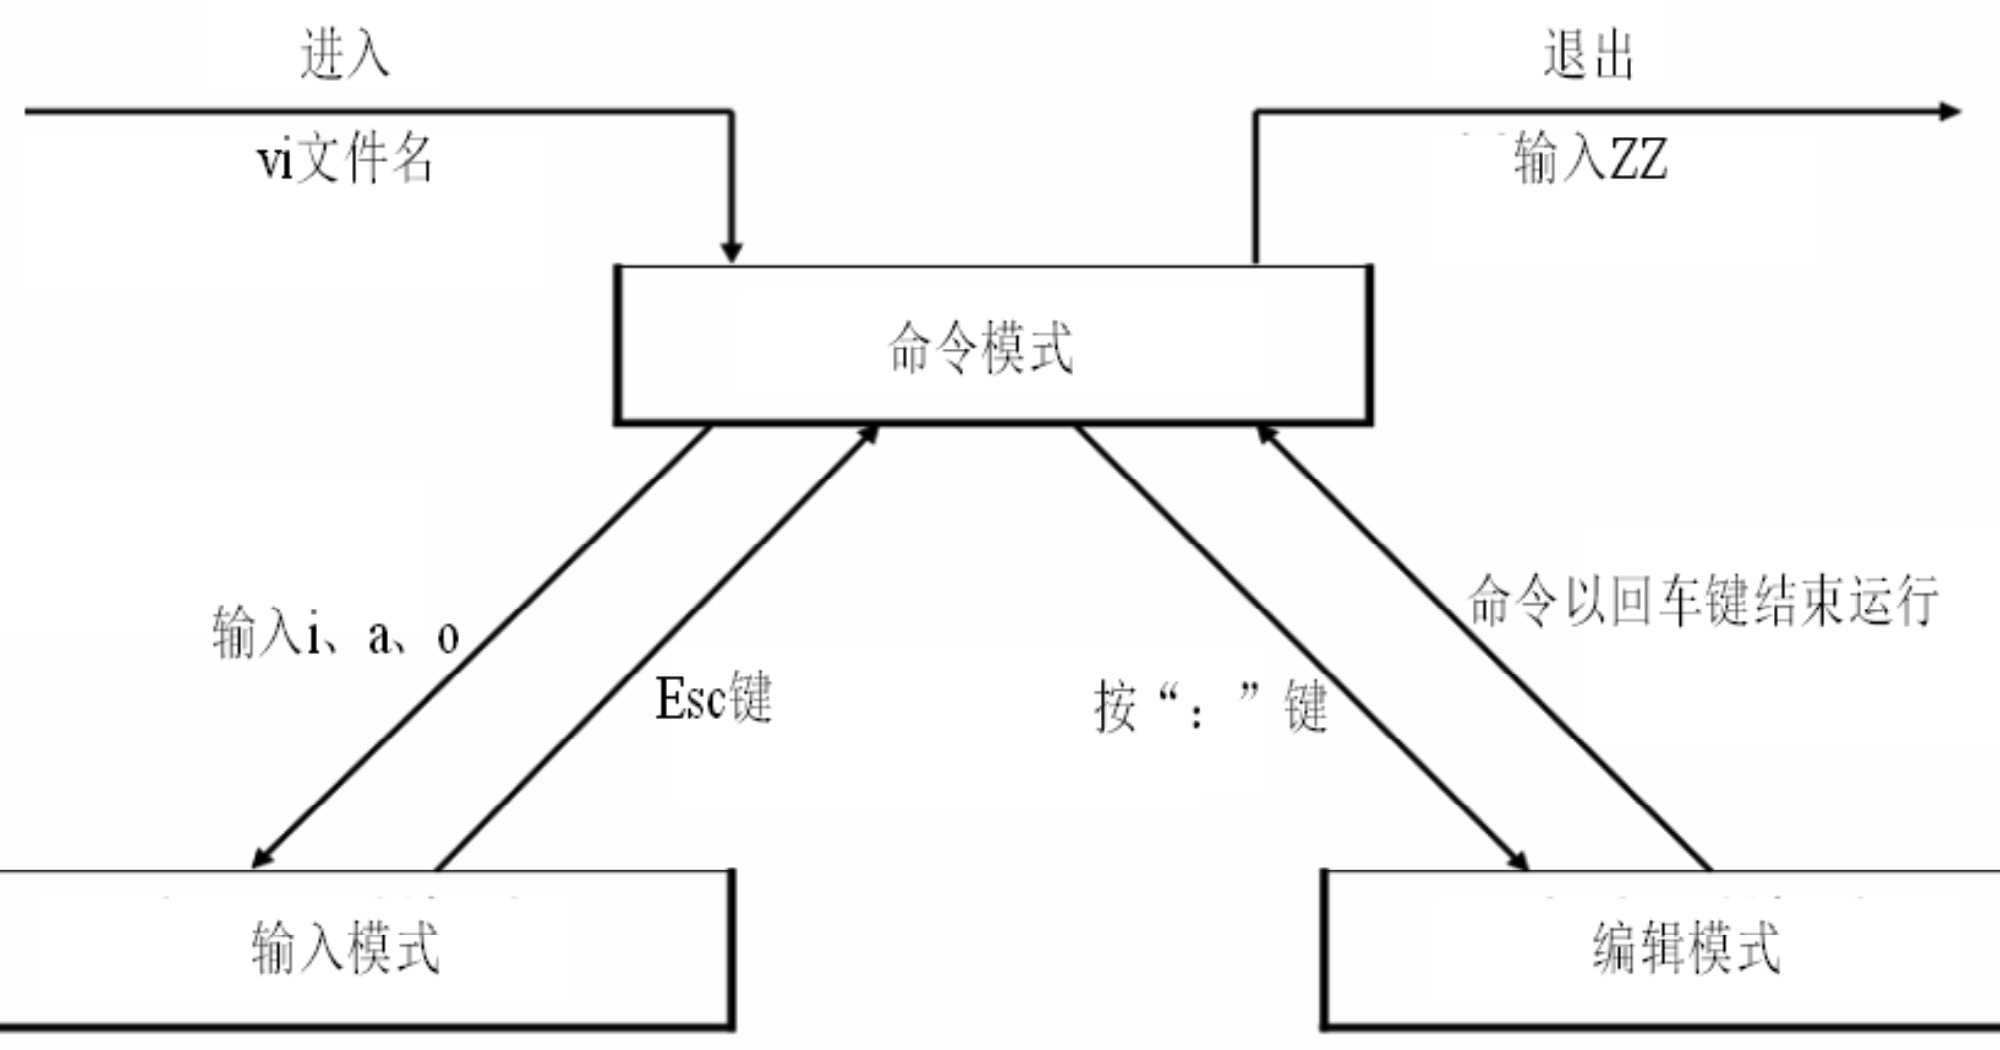 进入
退出
vi文件名
输入ZZ
命令模式
输入i、a、o
命令以回车键结束运行
Esc键
按“：”键
输入模式
编辑模式